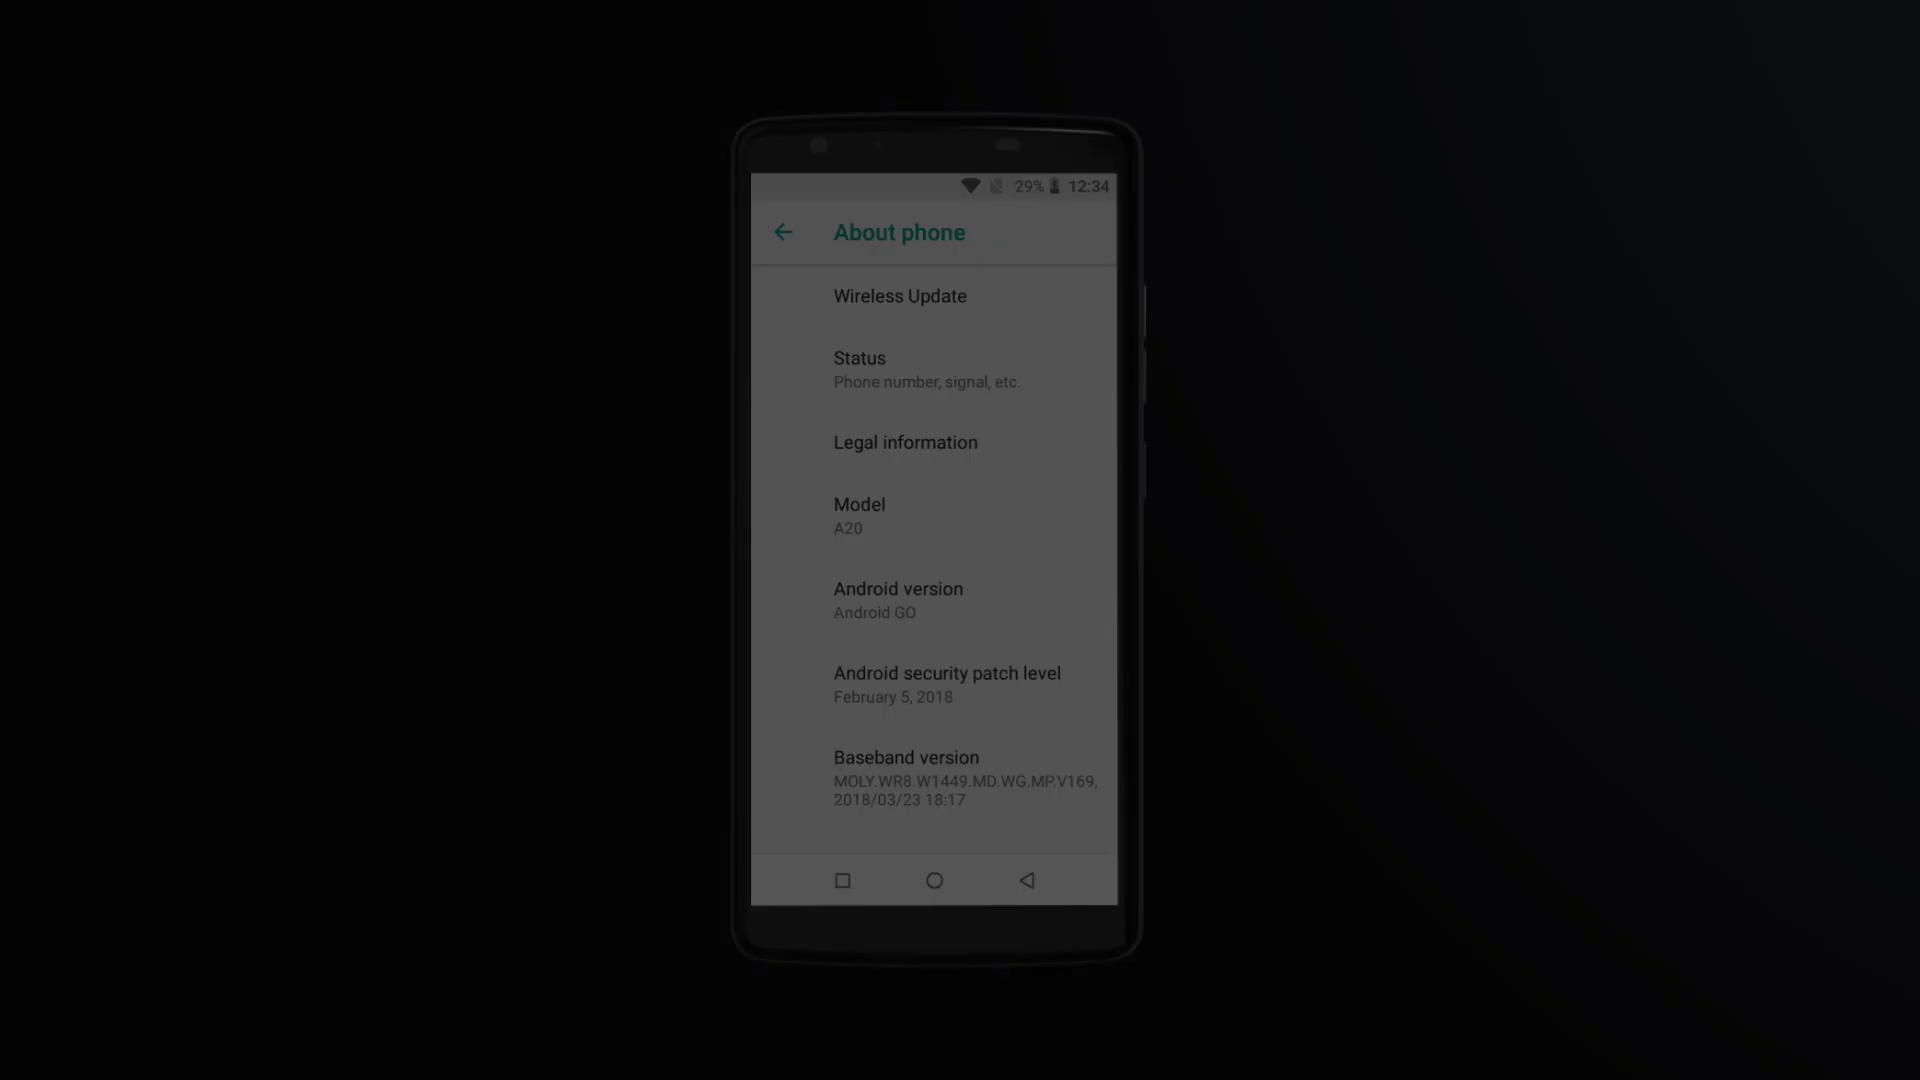 29% 12:34
About phone
Wireless Update
Status
Phone number, signal, etc.
Legal information
Model
A20
Android version
Android GO
Android security patch level
February 5, 2018
Baseband version
MOLY.WR8.W1449.MD.WG.MP.V169,
2018/03/23 18:17